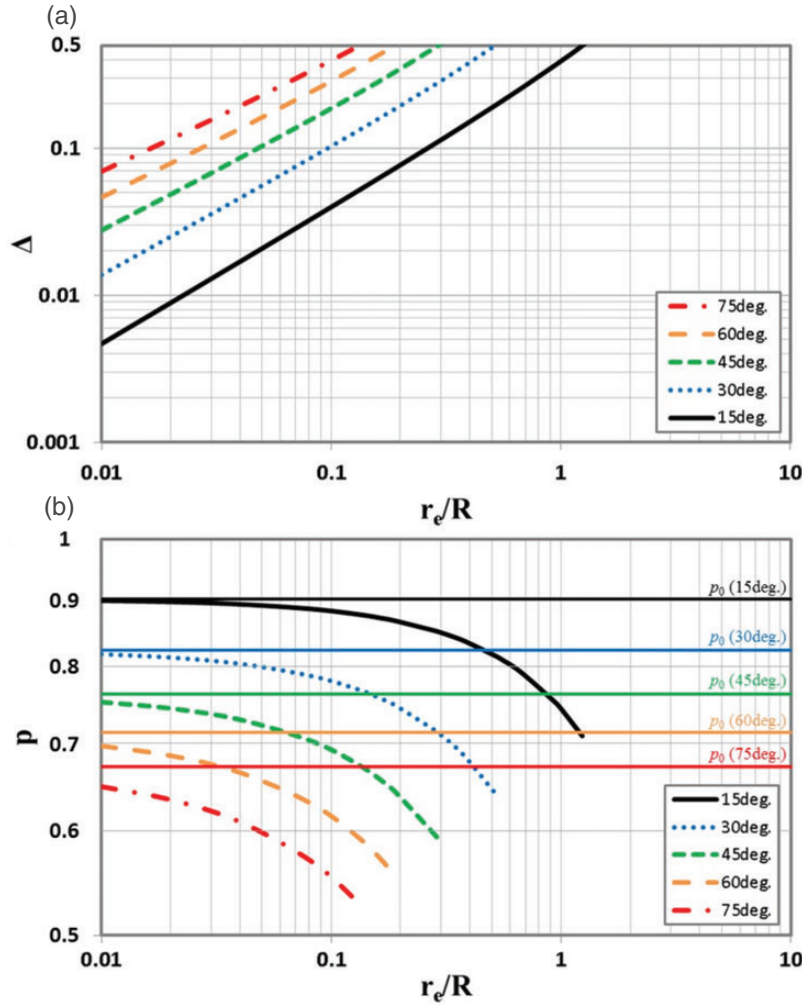 (a)
0.5
0.1
0.01
0.001
Δ
0.01
0.1
1
10
rₑ/R
75deg.
60deg.
45deg.
30deg.
15deg.
(b)
1
0.9
0.8
0.7
0.6
0.5
p
p₀ (15deg.)
p₀ (30deg.)
p₀ (45deg.)
p₀ (60deg.)
p₀ (75deg.)
15deg.
30deg.
45deg.
60deg.
75deg.
0.01
0.1
1
10
rₑ/R